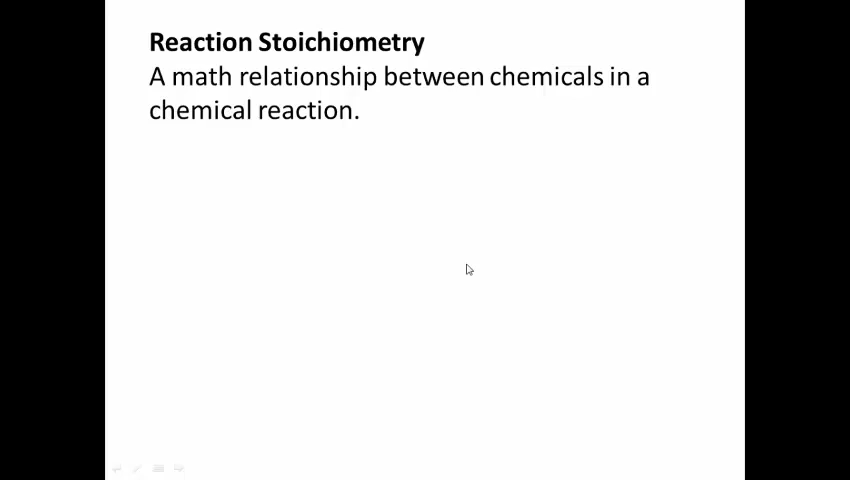 Reaction Stoichiometry
A math relationship between chemicals in a
chemical reaction.